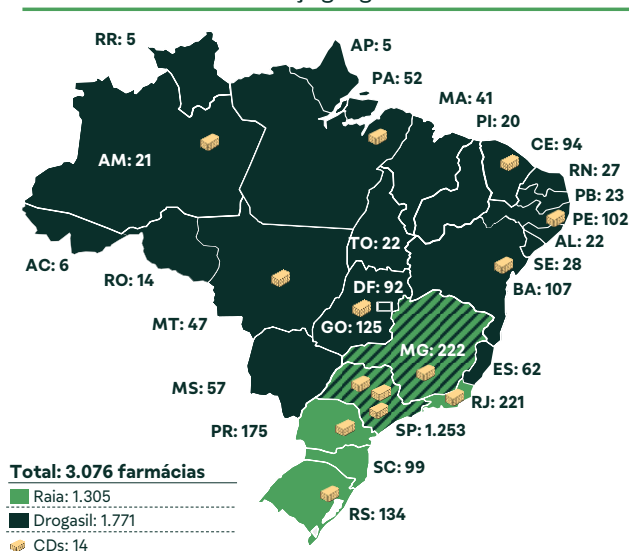 RR: 5
AP: 5
PA: 52
MA: 41
PI: 20
CE: 94
AM: 21
RN: 27
PB: 23
PE: 102
AL: 22
TO: 22
SE: 28
AC: 6
RO: 14
DF: 92
BA: 107
MT: 47
GO: 125
MG: 222
ES: 62
MS: 57
RJ: 221
PR: 175
SP: 1.253
SC: 99
RS: 134
Total: 3.076 farmácias
Raia: 1.305
Drogasil: 1.771
CDs: 14